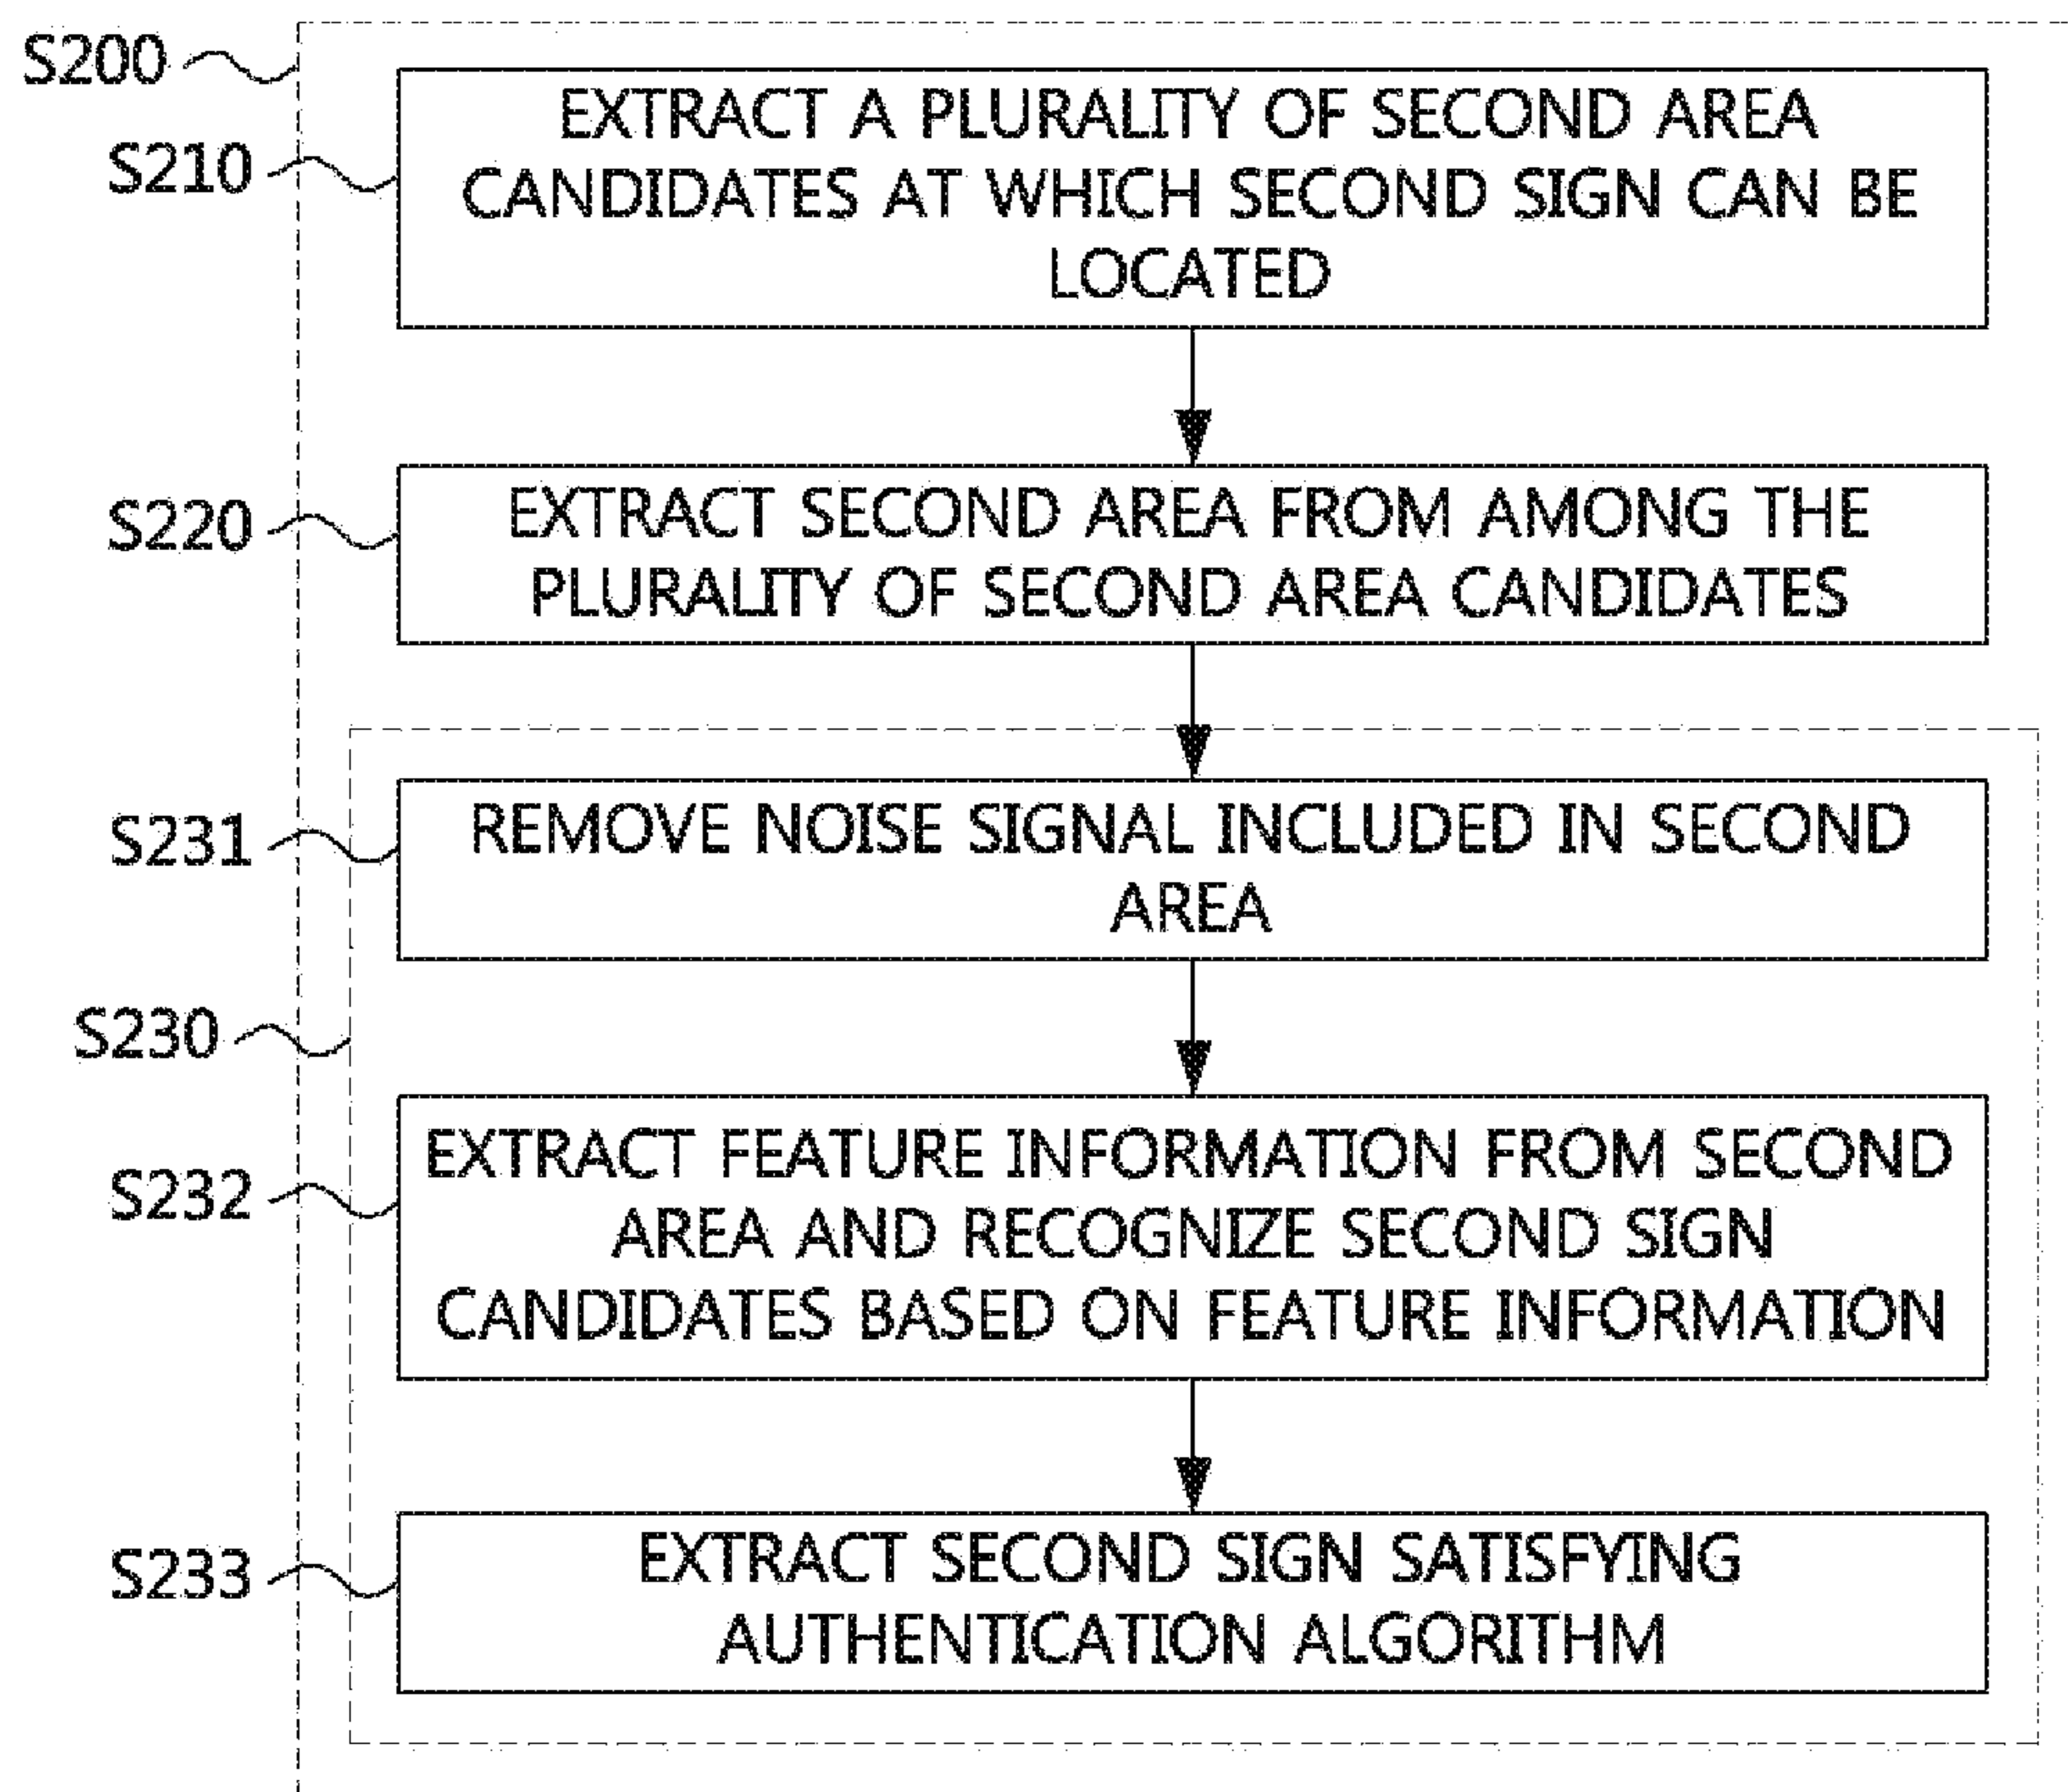 S200
S210
EXTRACT A PLURALITY OF SECOND AREA
CANDIDATES AT WHICH SECOND SIGN CAN BE
LOCATED
S220
EXTRACT SECOND AREA FROM AMONG THE
PLURALITY OF SECOND AREA CANDIDATES
S231
REMOVE NOISE SIGNAL INCLUDED IN SECOND
AREA
S230
S232
EXTRACT FEATURE INFORMATION FROM SECOND
AREA AND RECOGNIZE SECOND SIGN
CANDIDATES BASED ON FEATURE INFORMATION
S233
EXTRACT SECOND SIGN SATISFYING
AUTHENTICATION ALGORITHM